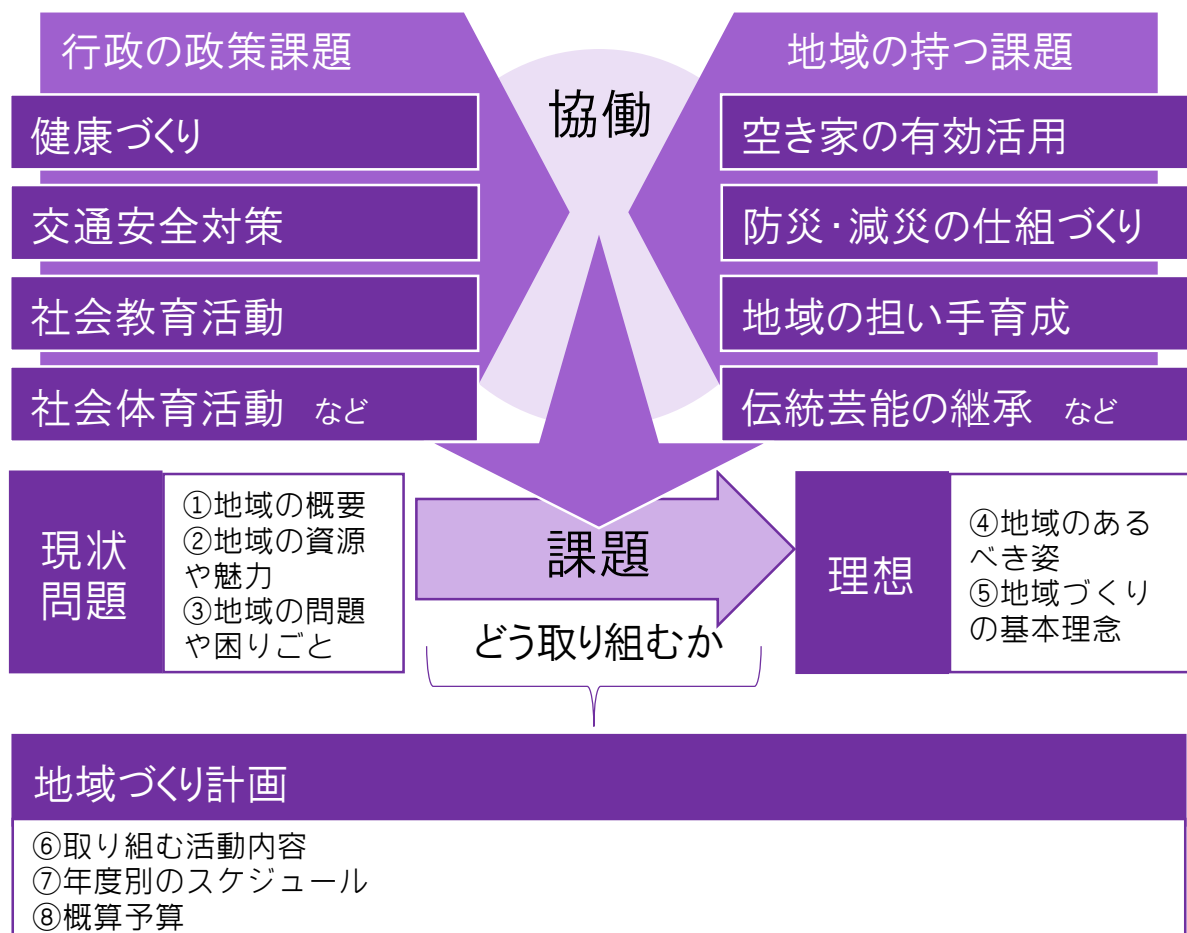 行政の政策課題
健康づくり
交通安全対策
社会教育活動
社会体育活動 など
協働
地域の持つ課題
空き家の有効活用
防災・減災の仕組づくり
地域の担い手育成
伝統芸能の継承 など
現状
問題
①地域の概要
②地域の資源
や魅力
③地域の問題
や困りごと
課題
どう取り組むか
理想
④地域のある
べき姿
⑤地域づくり
の基本理念
地域づくり計画
⑥取り組む活動内容
⑦年度別のスケジュール
⑧概算予算